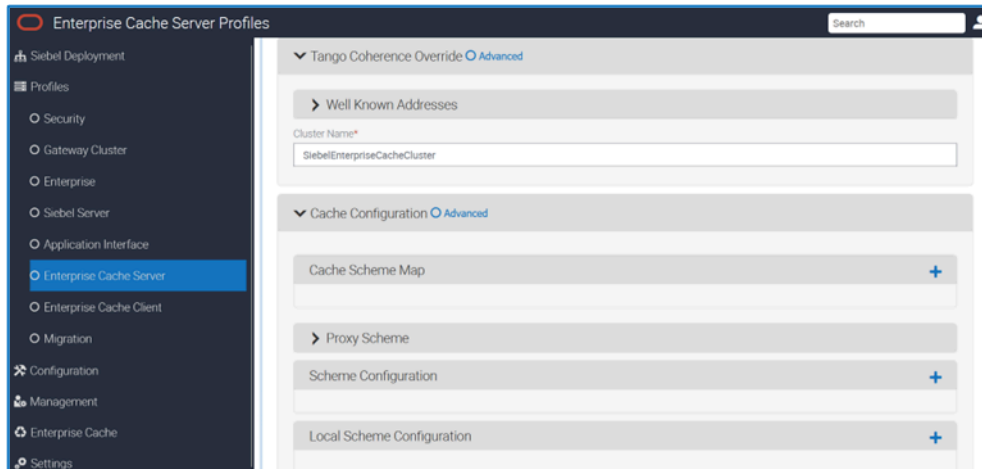 Enterprise Cache Server Profiles
Search
Siebel Deployment
Profiles
Security
Gateway Cluster
Enterprise
Siebel Server
Application Interface
Enterprise Cache Server
Enterprise Cache Client
Migration
Configuration
Management
Enterprise Cache
Settings
Tango Coherence Override Advanced
Well Known Addresses
Cluster Name*
SiebelEnterpriseCacheCluster
Cache Configuration Advanced
Cache Scheme Map
Proxy Scheme
Scheme Configuration
Local Scheme Configuration